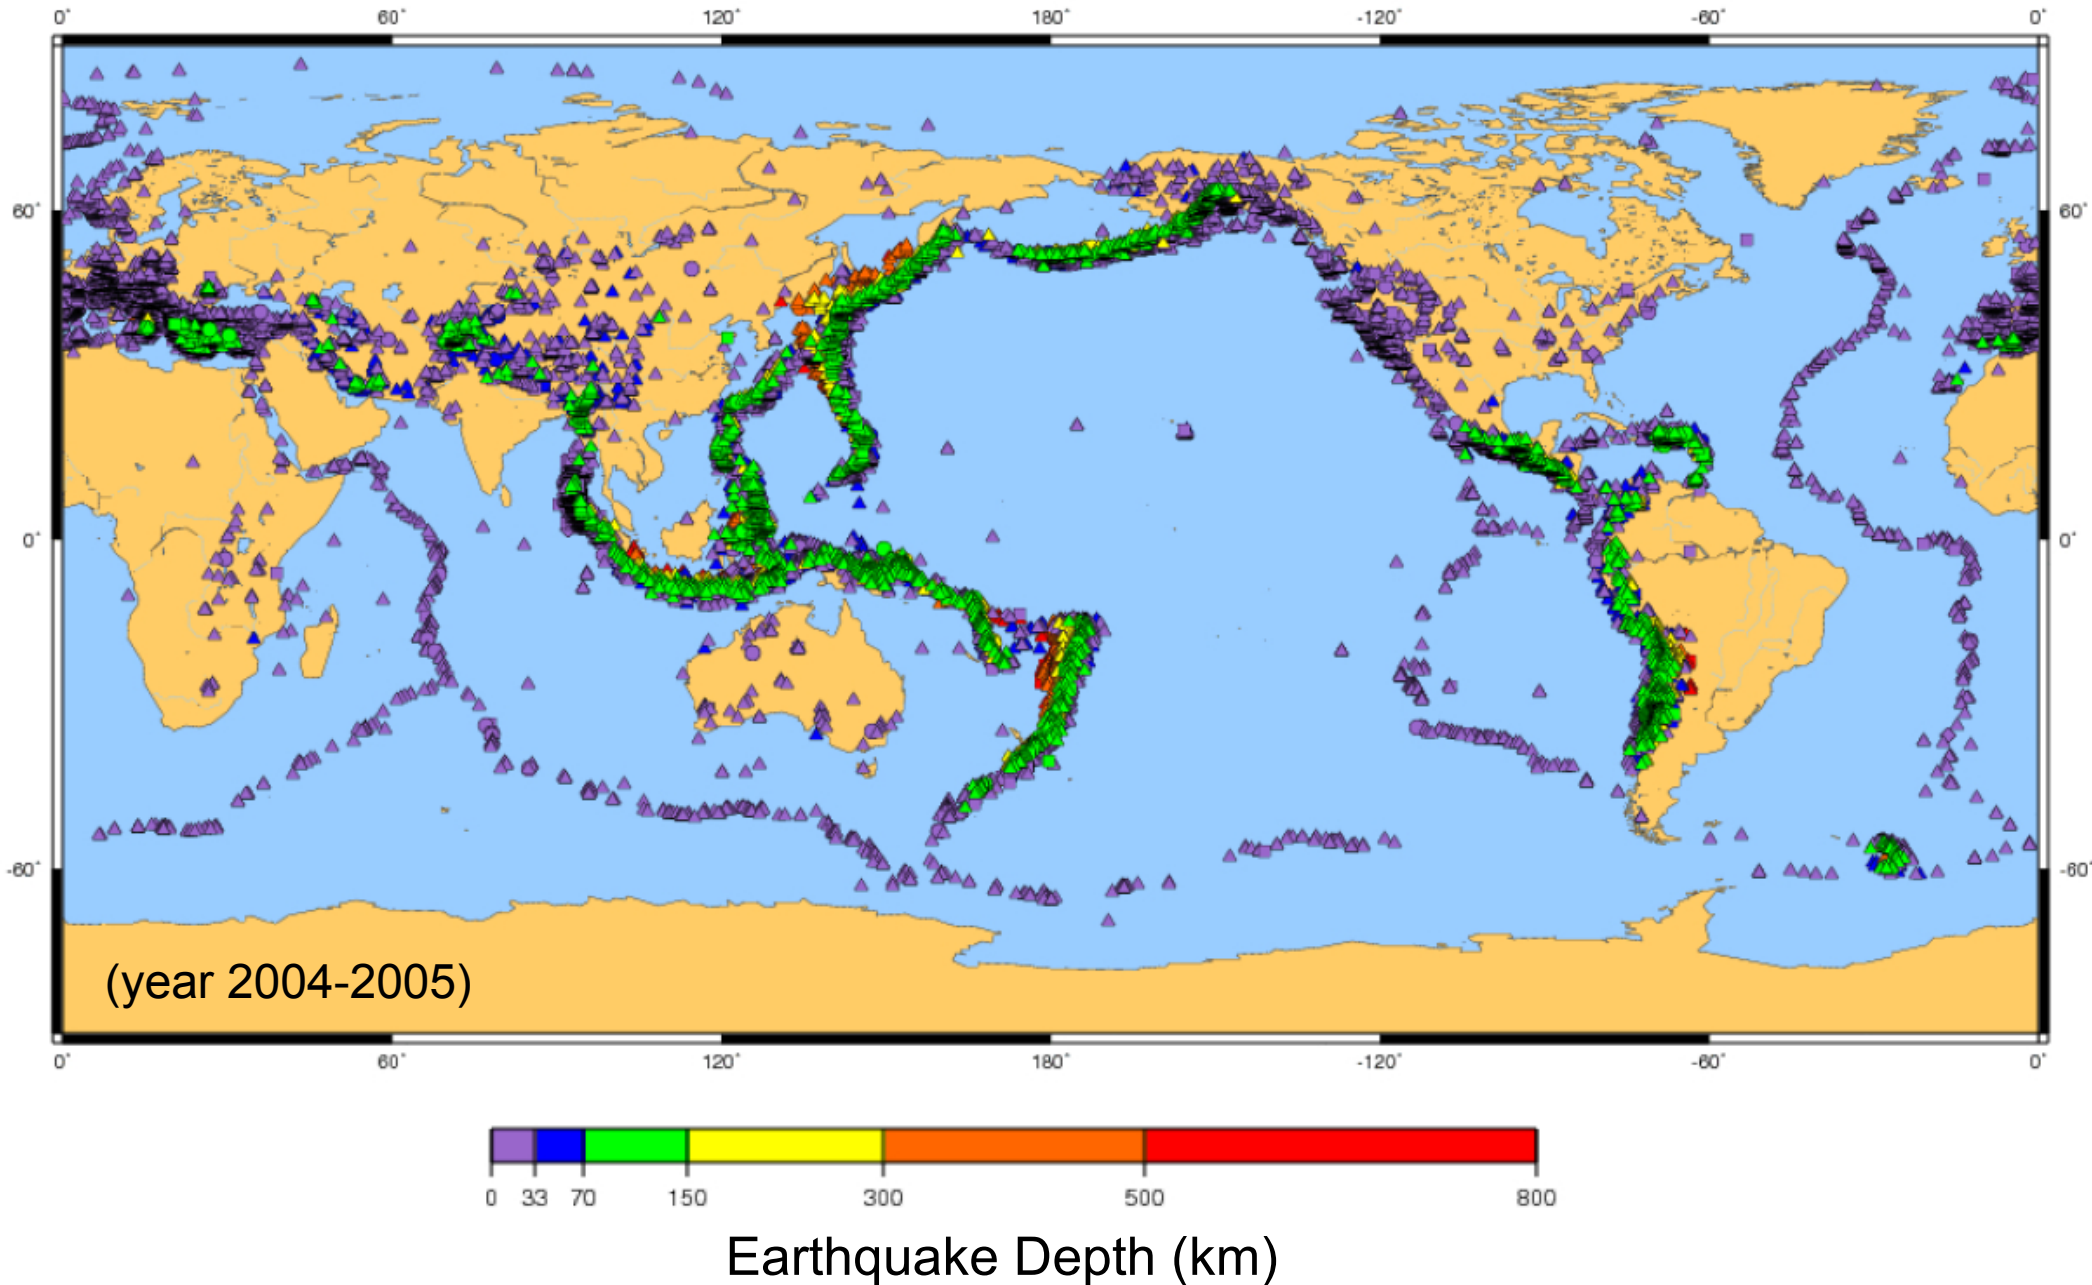 0° 60° 120° 180° -120° -60° 0°
60° 60°
0° 0°
-60° -60°
(year 2004-2005)
0° 60° 120° 180° -120° -60° 0°
0 33 70 150 300 500 800
Earthquake Depth (km)